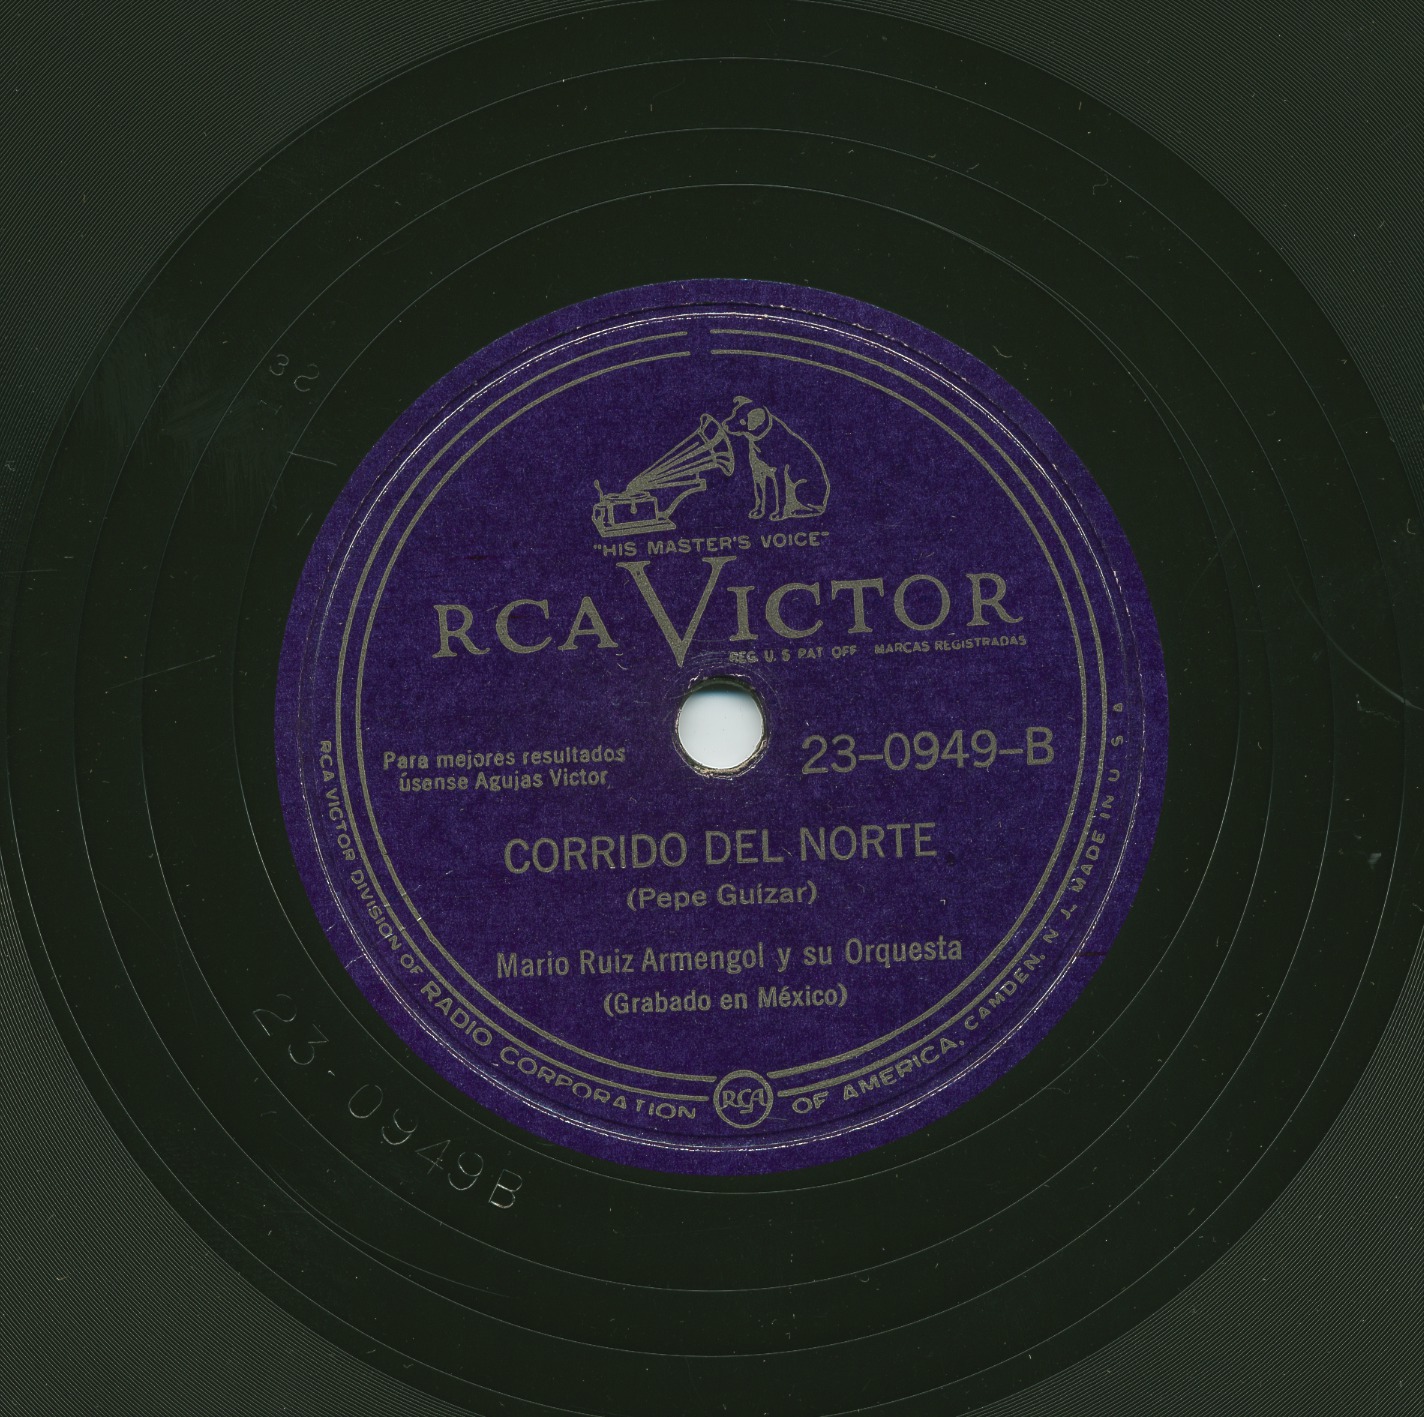 "HIS MASTER'S VOICE"
RCA VICTOR
REG. U. S. PAT. OFF. MARCAS REGISTRADAS
Para mejores resultados
úsense Agujas Victor
23-0949-B
CORRIDO DEL NORTE
(Pepe Guízar)
Mario Ruiz Armengol y su Orquesta
(Grabado en México)
RCA VICTOR DIVISION OF RADIO CORPORATION RCA OF AMERICA, CAMDEN, N. J. MADE IN U. S. A.
32
23-0949B